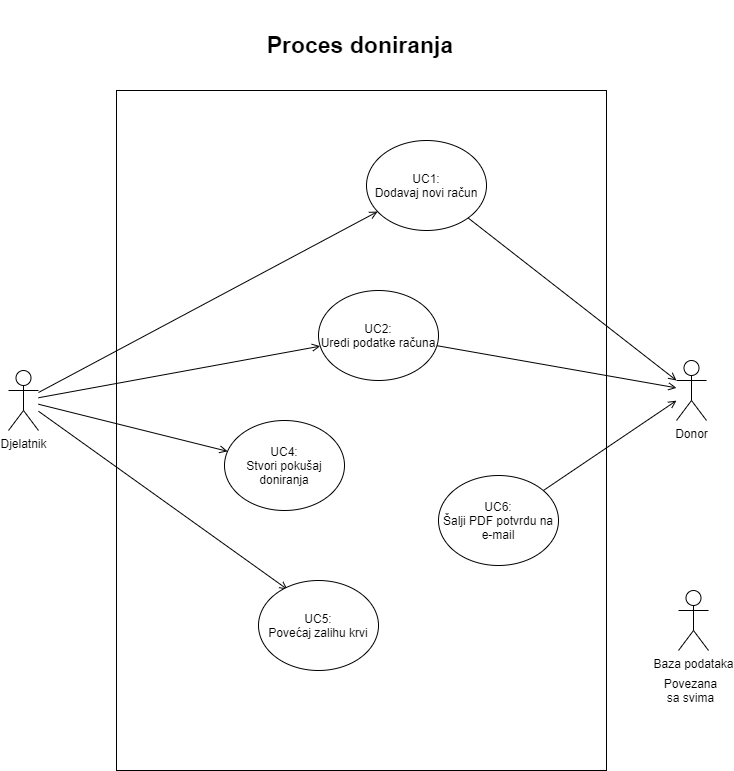 Proces doniranja
UC1:
Dodavaj novi račun
UC2:
Uredi podatke računa
Djelatnik
Donor
UC4:
Stvori pokušaj
doniranja
UC6:
Šalji PDF potvrdu na
e-mail
UC5:
Povećaj zalihu krvi
Baza podataka
Povezana
sa svima